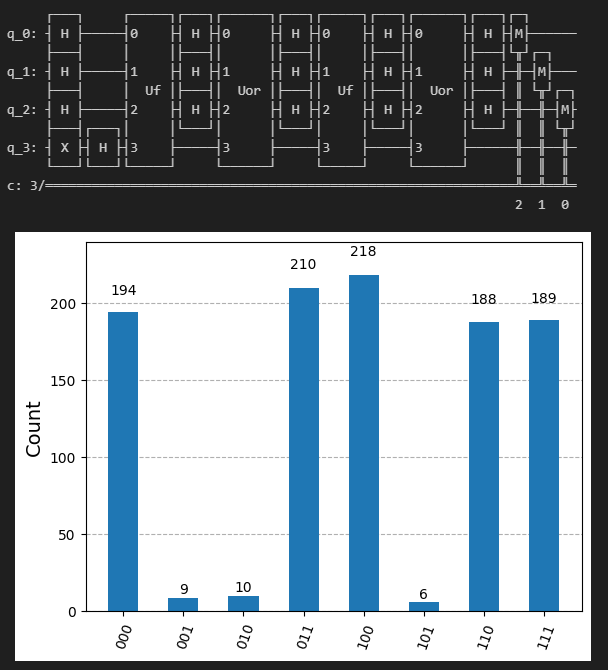 q_0: H 0 H 0 H 0 H 0 H M
q_1: H 1 H 1 H 1 H 1 H M
Uf Uor Uf Uor
q_2: H 2 H 2 H 2 H 2 H M
q_3: X H 3 3 3 3
c: 3/
2 1 0
218
210
194
188
189
200
150
100
50
0
9
10
6
Count
000
001
010
011
100
101
110
111